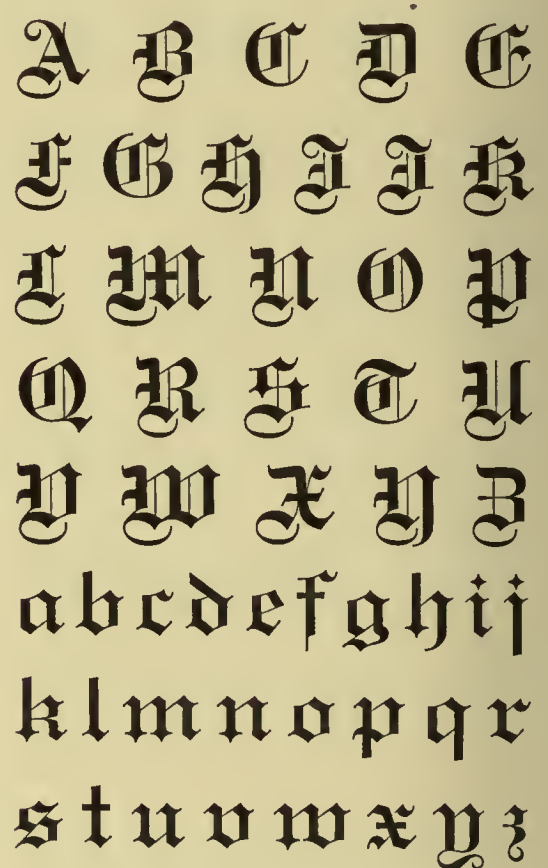 A B C D E
F G H I J K
L M N O P
Q R S T U
V W X Y Z
a b c d e f g h i j
k l m n o p q r
s t u v w x y z